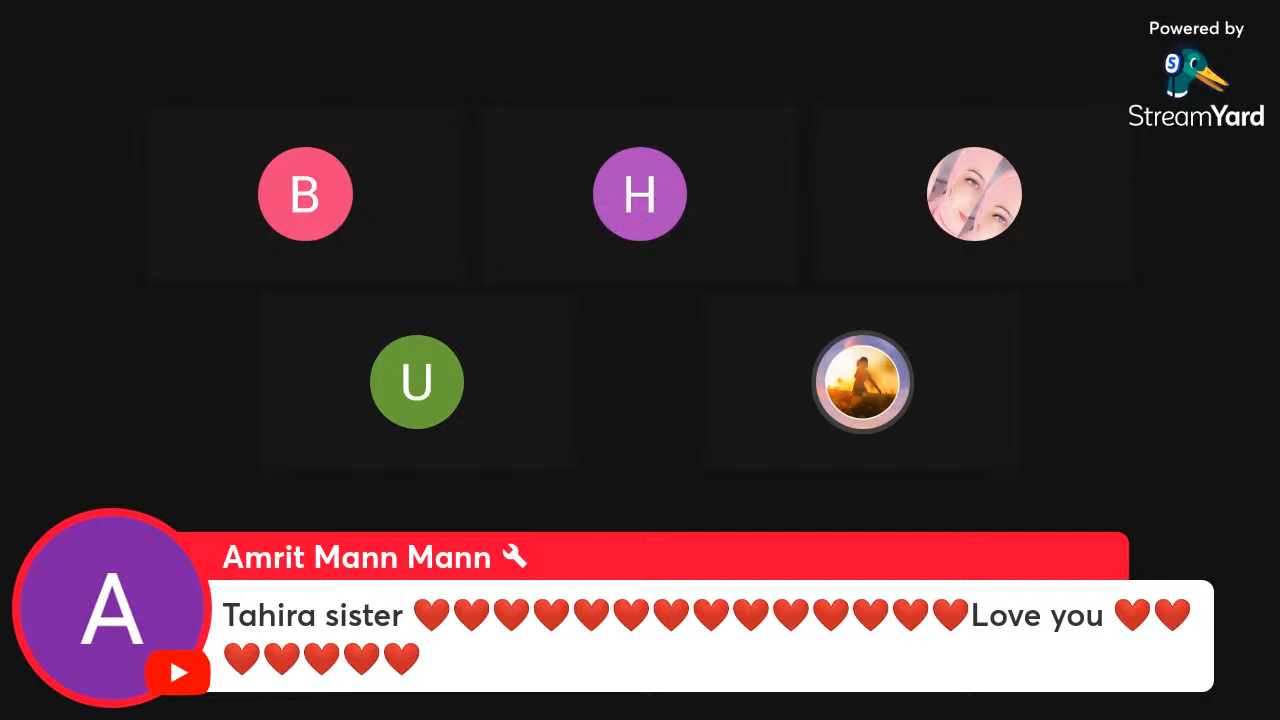 Powered by
S
StreamYard
B
H
U
A
Amrit Mann Mann
Tahira sister ❤️❤️❤️❤️❤️❤️❤️❤️❤️❤️❤️❤️❤️❤️Love you ❤️❤️
❤️❤️❤️❤️❤️